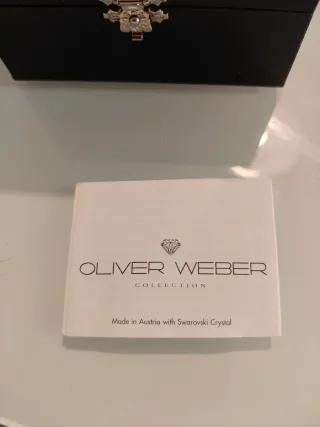 OLIVER WEBER
COLLECTION
Made in Austria with Swarovski Crystal